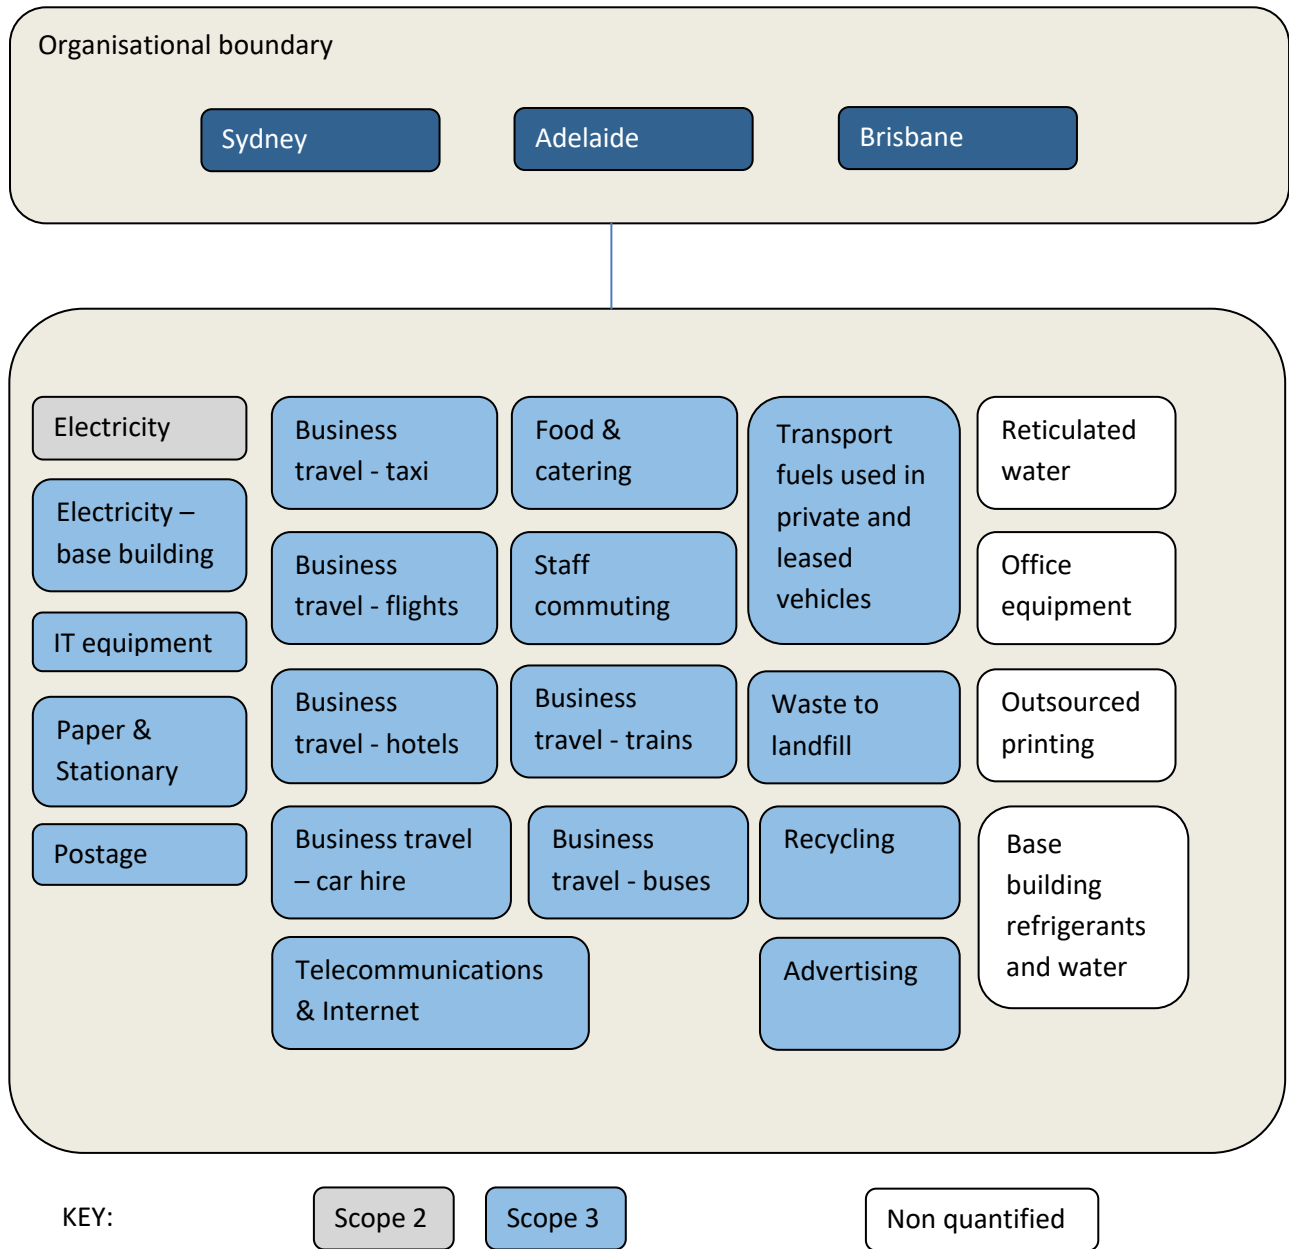 Organisational boundary
Sydney
Adelaide
Brisbane
Electricity
Electricity –
base building
IT equipment
Paper &
Stationary
Postage
Business
travel - taxi
Business
travel - flights
Business
travel - hotels
Business travel
– car hire
Telecommunications
& Internet
Food &
catering
Staff
commuting
Business
travel - trains
Business
travel - buses
Transport
fuels used in
private and
leased
vehicles
Waste to
landfill
Recycling
Advertising
Reticulated
water
Office
equipment
Outsourced
printing
Base
building
refrigerants
and water
KEY:
Scope 2
Scope 3
Non quantified